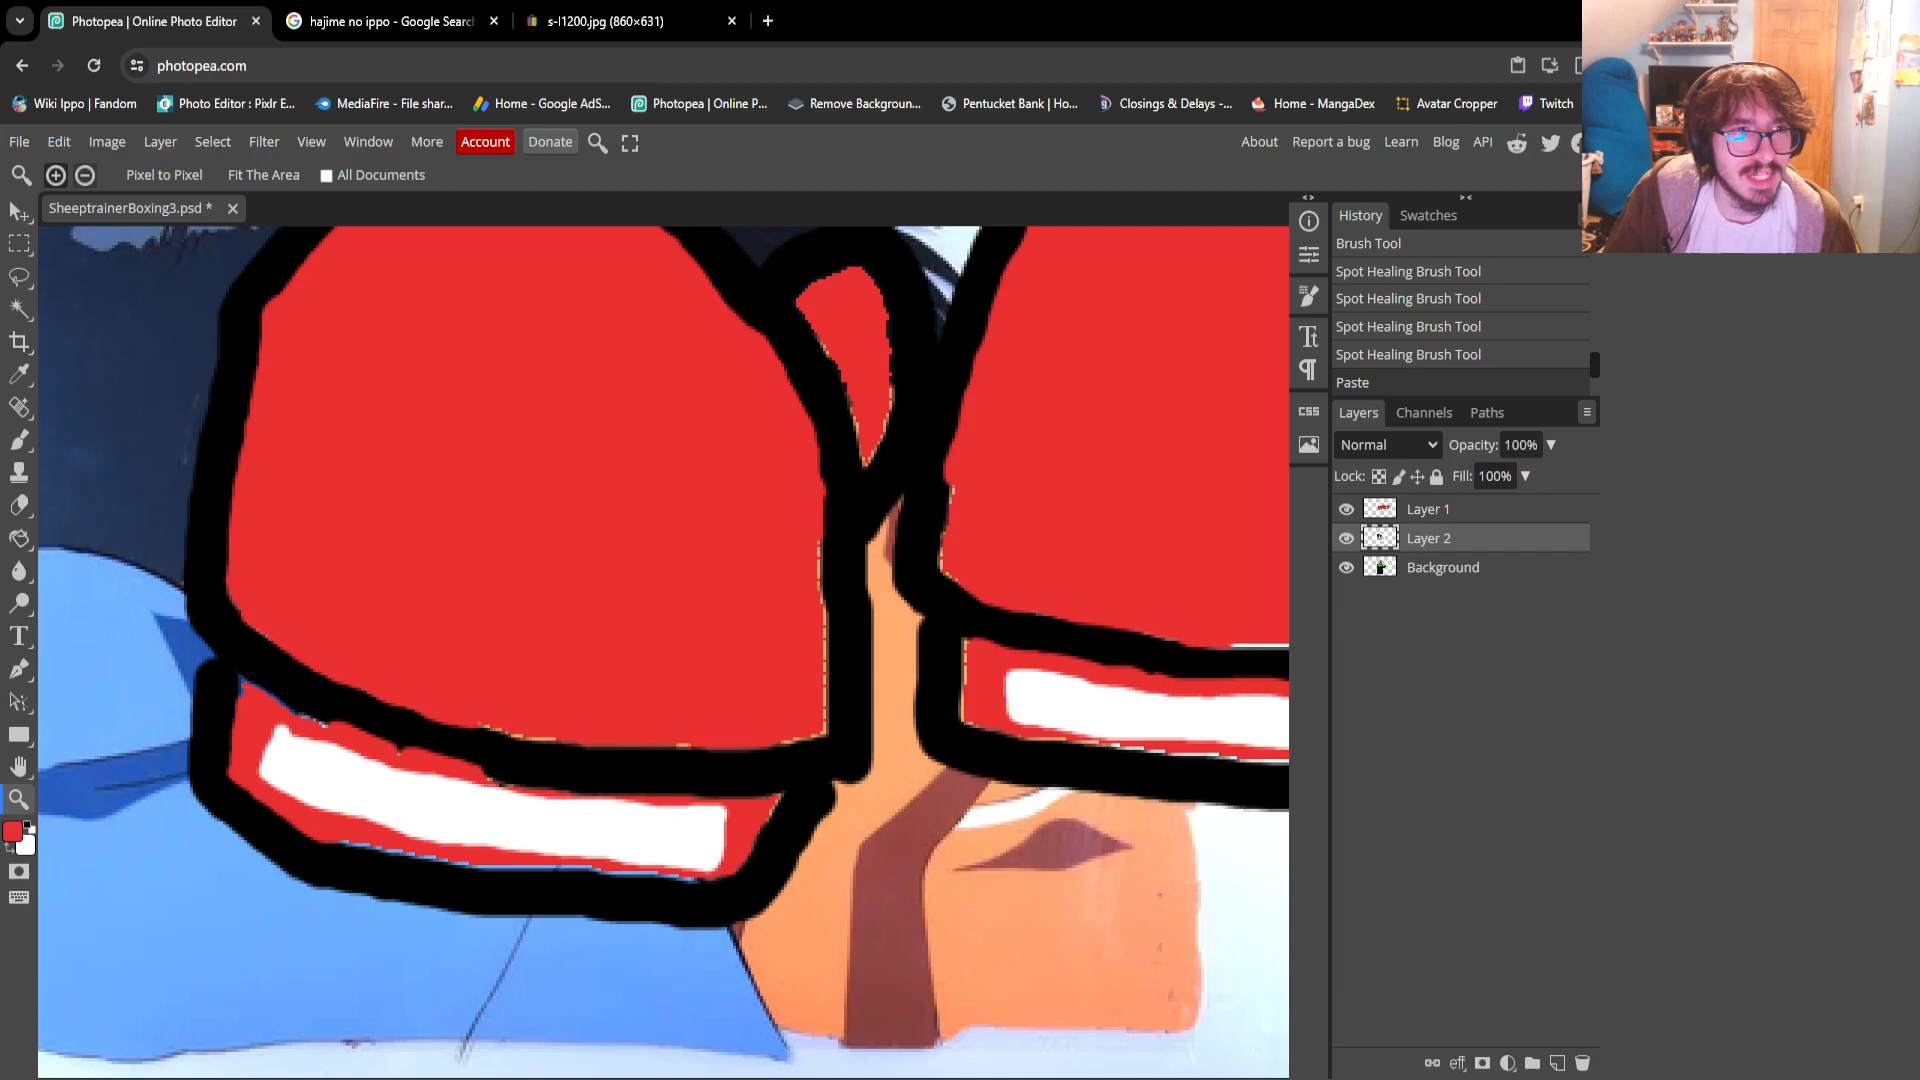 Photopea | Online Photo Editor
hajime no ippo - Google Search
s-l1200.jpg (860×631)
photopea.com
Wiki Ippo | Fandom
Photo Editor : Pixlr E...
MediaFire - File shar...
Home - Google AdS...
Photopea | Online P...
Remove Backgroun...
Pentucket Bank | Ho...
Closings & Delays -...
Home - MangaDex
Avatar Cropper
Twitch
File Edit Image Layer Select Filter View Window More Account Donate
About Report a bug Learn Blog API
Pixel to Pixel Fit The Area All Documents
SheeptrainerBoxing3.psd *
History Swatches
Brush Tool
Spot Healing Brush Tool
Spot Healing Brush Tool
Spot Healing Brush Tool
Spot Healing Brush Tool
Paste
CSS
Layers Channels Paths
Normal Opacity: 100%
Lock: Fill: 100%
Layer 1
Layer 2
Background
eff